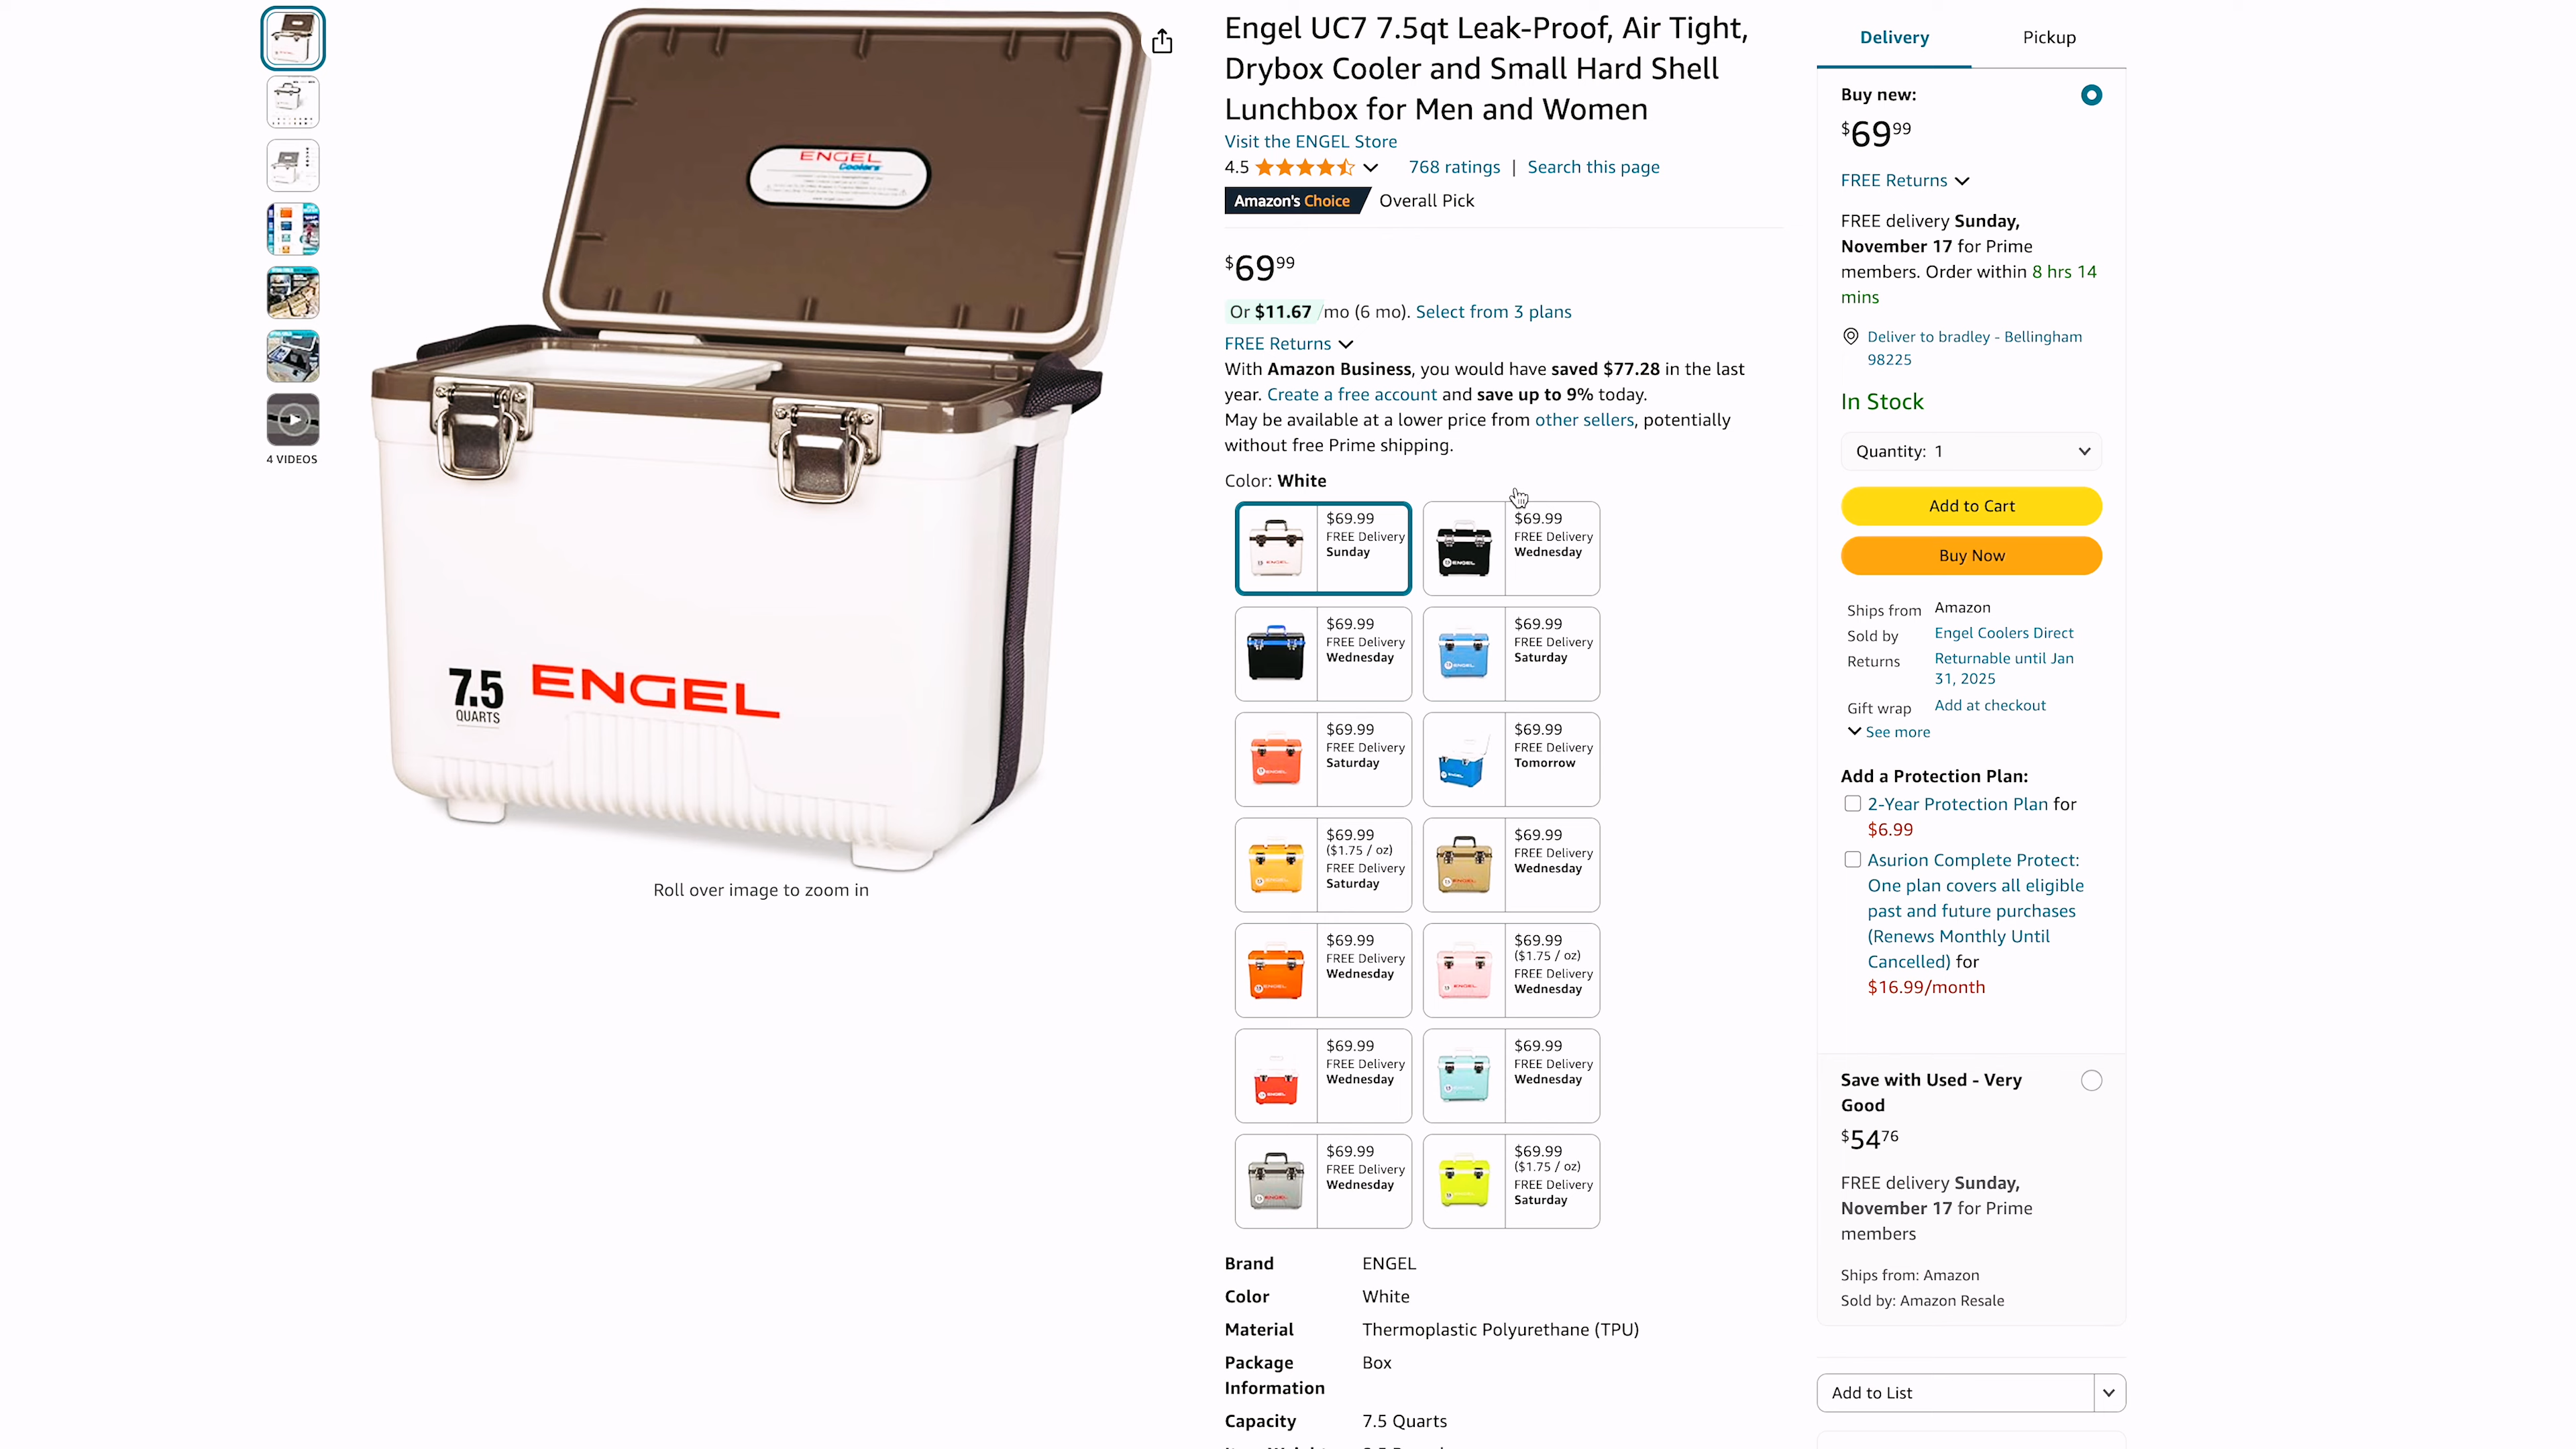 ENGEL
Coolers
7.5
QUARTS
ENGEL
4 VIDEOS
Roll over image to zoom in
Engel UC7 7.5qt Leak-Proof, Air Tight,
Drybox Cooler and Small Hard Shell
Lunchbox for Men and Women
Visit the ENGEL Store
4.5 768 ratings | Search this page
Amazon's Choice Overall Pick
$69.99
Or $11.67 /mo (6 mo). Select from 3 plans
FREE Returns
With Amazon Business, you would have saved $77.28 in the last
year. Create a free account and save up to 9% today.
May be available at a lower price from other sellers, potentially
without free Prime shipping.
Color: White
$69.99
FREE Delivery
Sunday
$69.99
FREE Delivery
Wednesday
$69.99
FREE Delivery
Wednesday
$69.99
FREE Delivery
Saturday
$69.99
FREE Delivery
Saturday
$69.99
FREE Delivery
Tomorrow
$69.99
($1.75 / oz)
FREE Delivery
Saturday
$69.99
FREE Delivery
Wednesday
$69.99
FREE Delivery
Wednesday
$69.99
($1.75 / oz)
FREE Delivery
Wednesday
$69.99
FREE Delivery
Wednesday
$69.99
FREE Delivery
Wednesday
$69.99
FREE Delivery
Wednesday
$69.99
($1.75 / oz)
FREE Delivery
Saturday
Brand ENGEL
Color White
Material Thermoplastic Polyurethane (TPU)
Package Box
Information
Capacity 7.5 Quarts
Delivery Pickup
Buy new:
$69.99
FREE Returns
FREE delivery Sunday,
November 17 for Prime
members. Order within 8 hrs 14
mins
Deliver to bradley - Bellingham
98225
In Stock
Quantity: 1
Add to Cart
Buy Now
Ships from Amazon
Sold by Engel Coolers Direct
Returns Returnable until Jan
31, 2025
Gift wrap Add at checkout
See more
Add a Protection Plan:
2-Year Protection Plan for
$6.99
Asurion Complete Protect:
One plan covers all eligible
past and future purchases
(Renews Monthly Until
Cancelled) for
$16.99/month
Save with Used - Very
Good
$54.76
FREE delivery Sunday,
November 17 for Prime
members
Ships from: Amazon
Sold by: Amazon Resale
Add to List